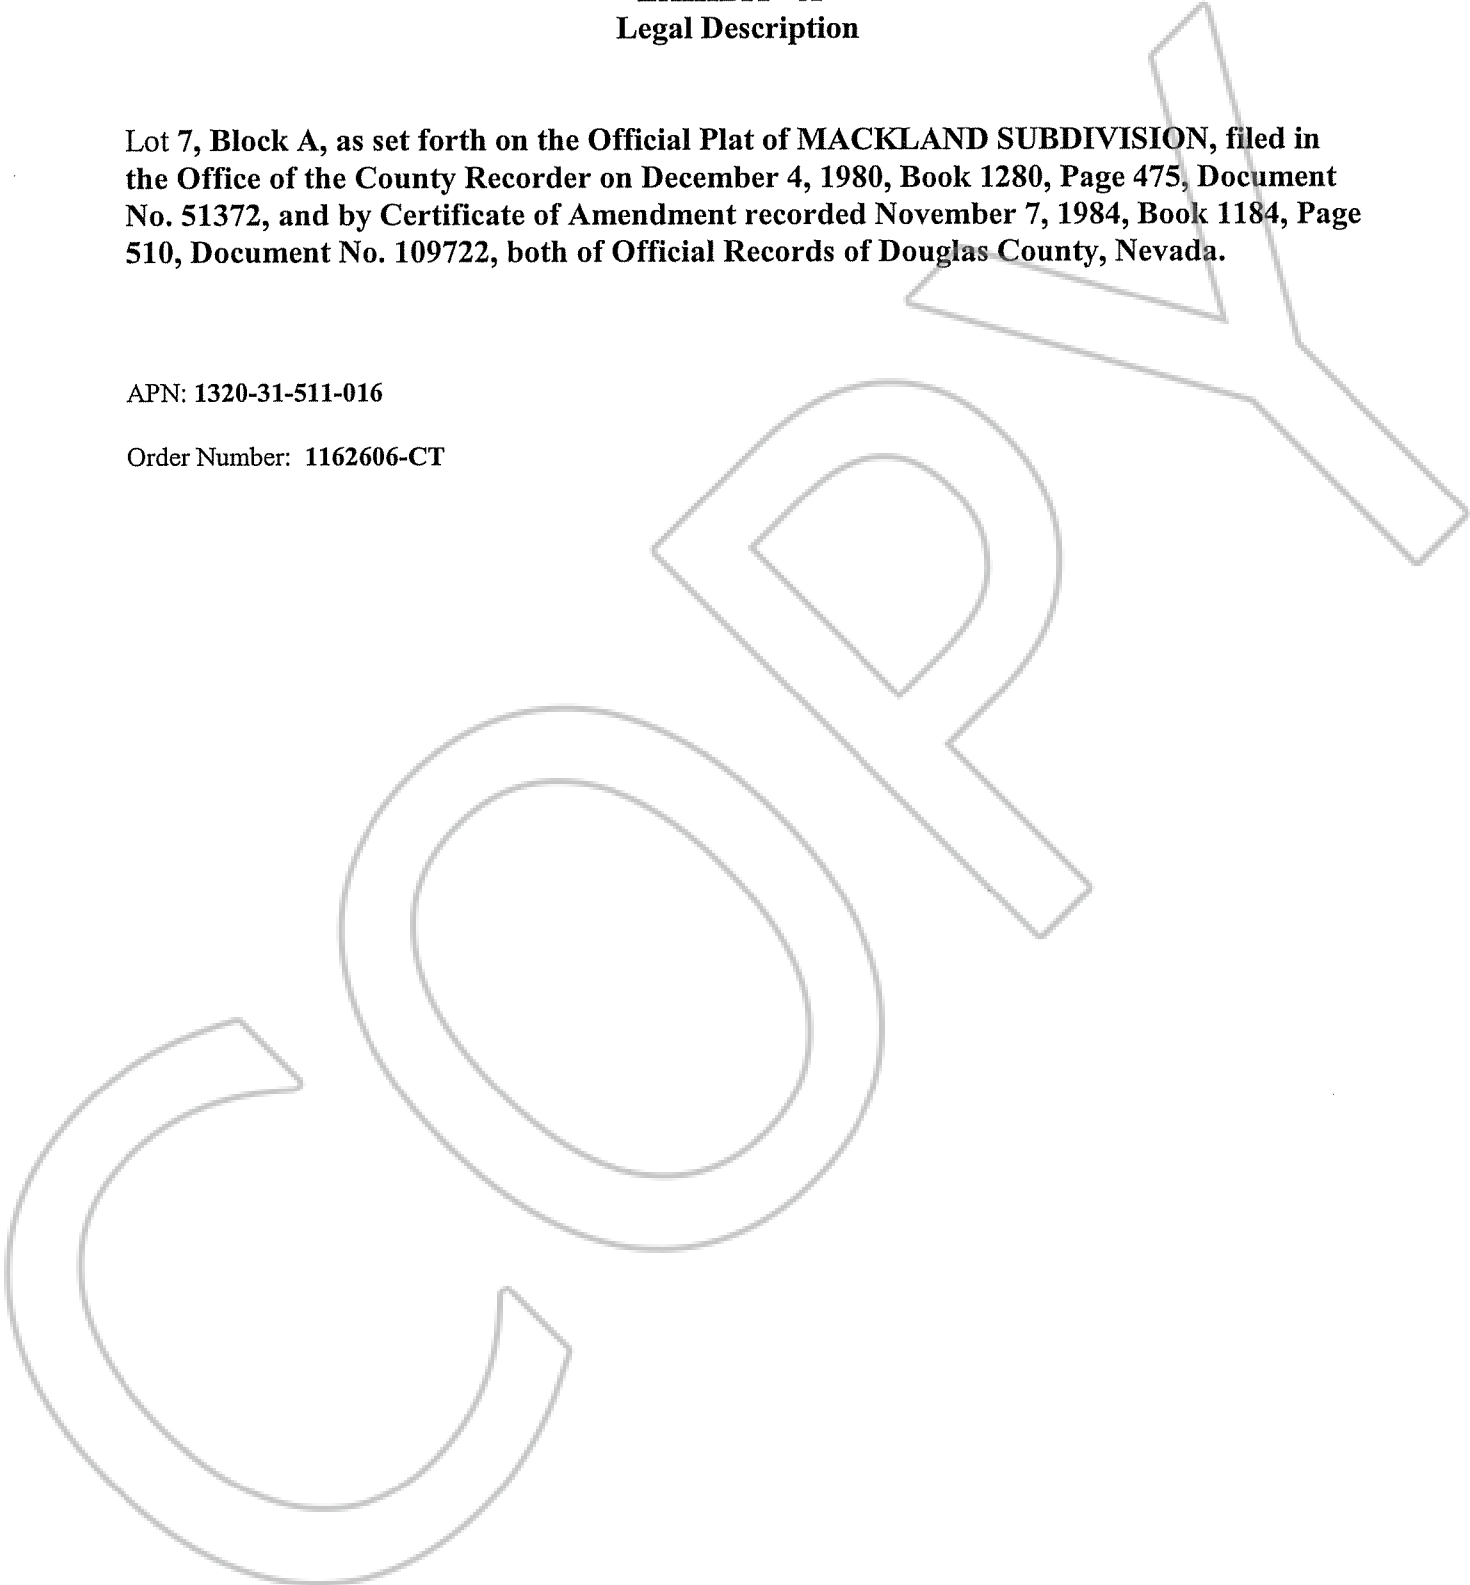 Legal Description
Lot 7, Block A, as set forth on the Official Plat of MACKLAND SUBDIVISION, filed in
the Office of the County Recorder on December 4, 1980, Book 1280, Page 475, Document
No. 51372, and by Certificate of Amendment recorded November 7, 1984, Book 1184, Page
510, Document No. 109722, both of Official Records of Douglas County, Nevada.
APN: 1320-31-511-016
Order Number: 1162606-CT
COPY